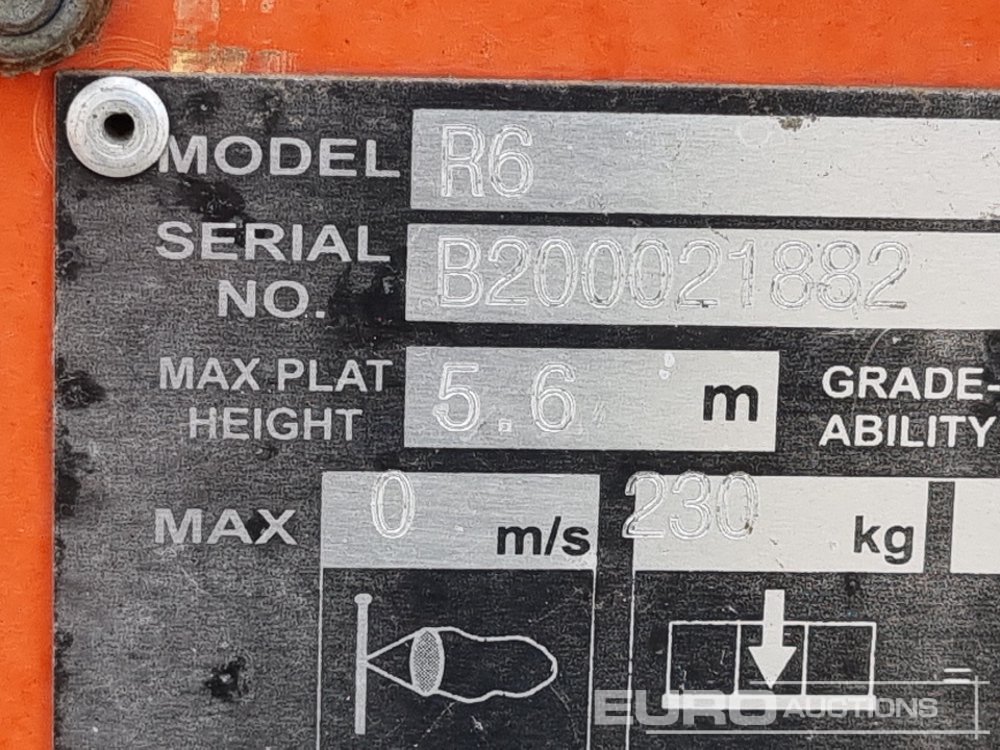 MODEL R6
SERIAL NO. B200021882
MAX PLAT HEIGHT 5.6 m GRADE-ABILITY
MAX 0 m/s 230 kg
=
EURO AUCTIONS